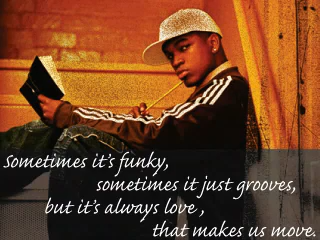 Sometimes it's funky,
sometimes it just grooves,
but it's always love ,
that makes us move.